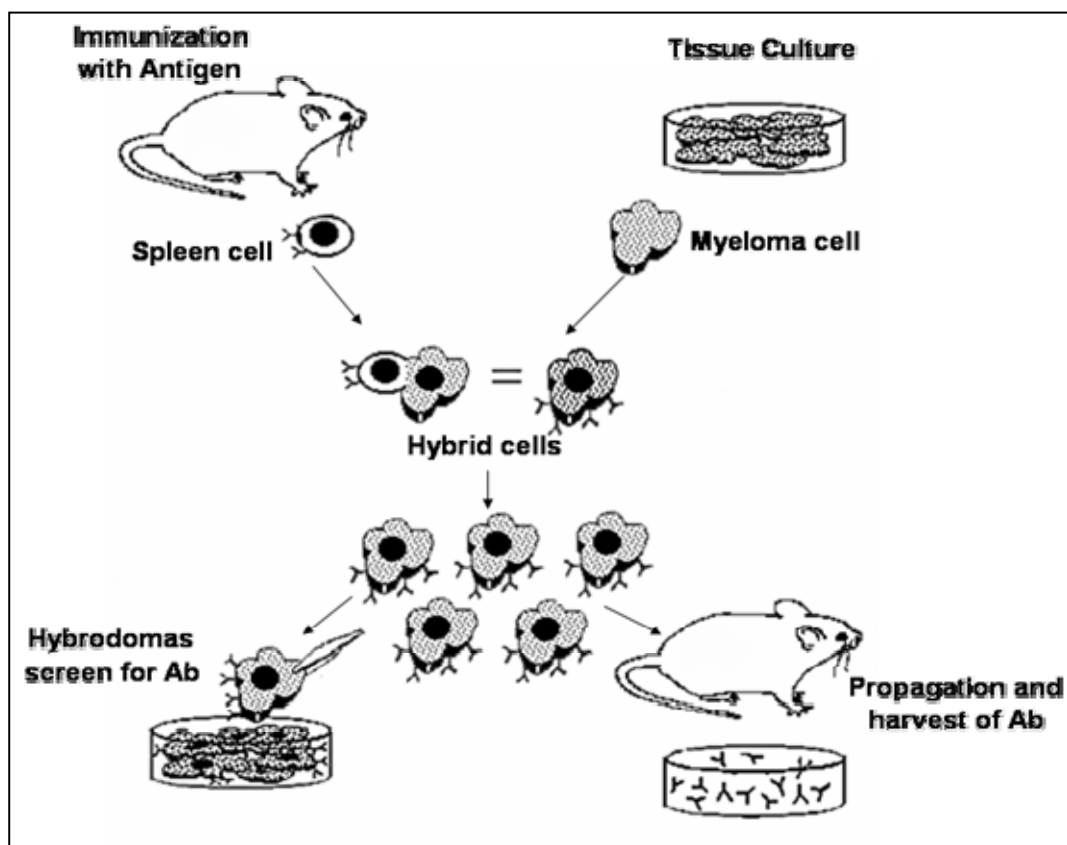 Immunization
with Antigen
Tissue Culture
Spleen cell
Myeloma cell
Hybrid cells
Hybrodomas
screen for Ab
Propagation and
harvest of Ab